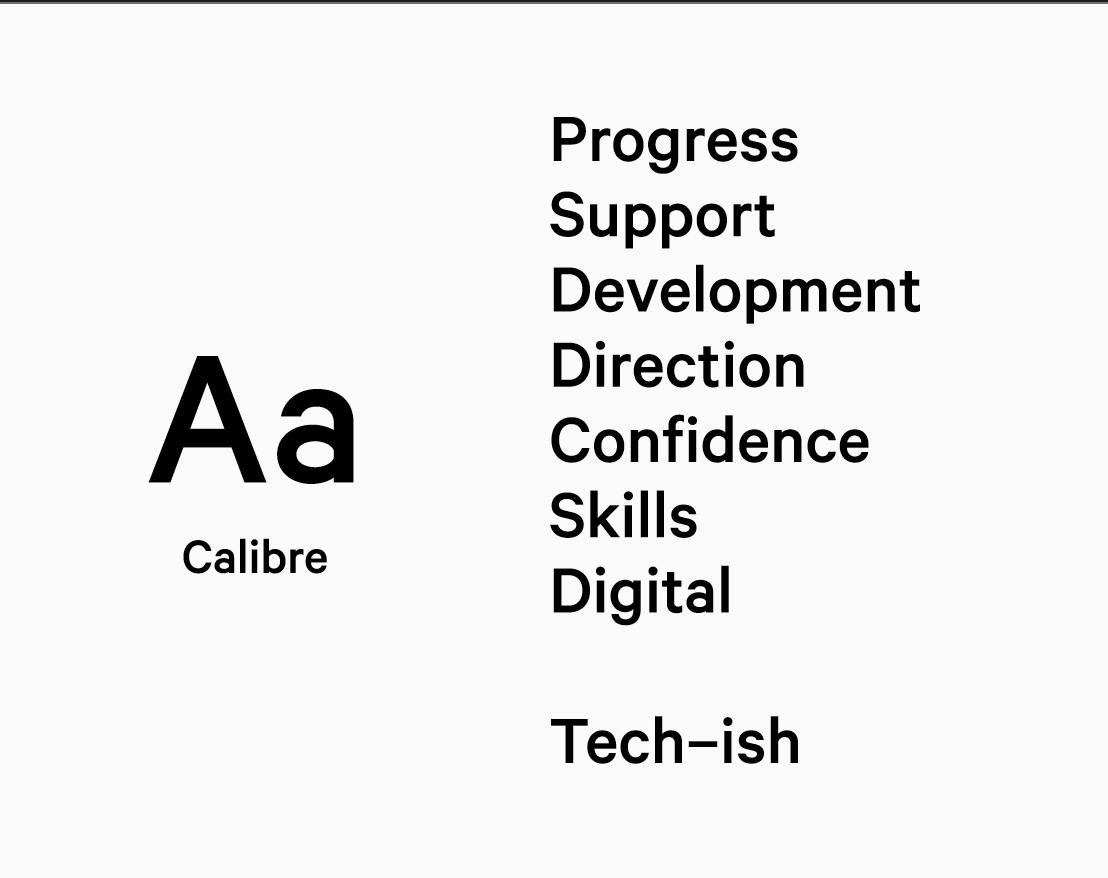 Aa
Calibre
Progress
Support
Development
Direction
Confidence
Skills
Digital
Tech–ish